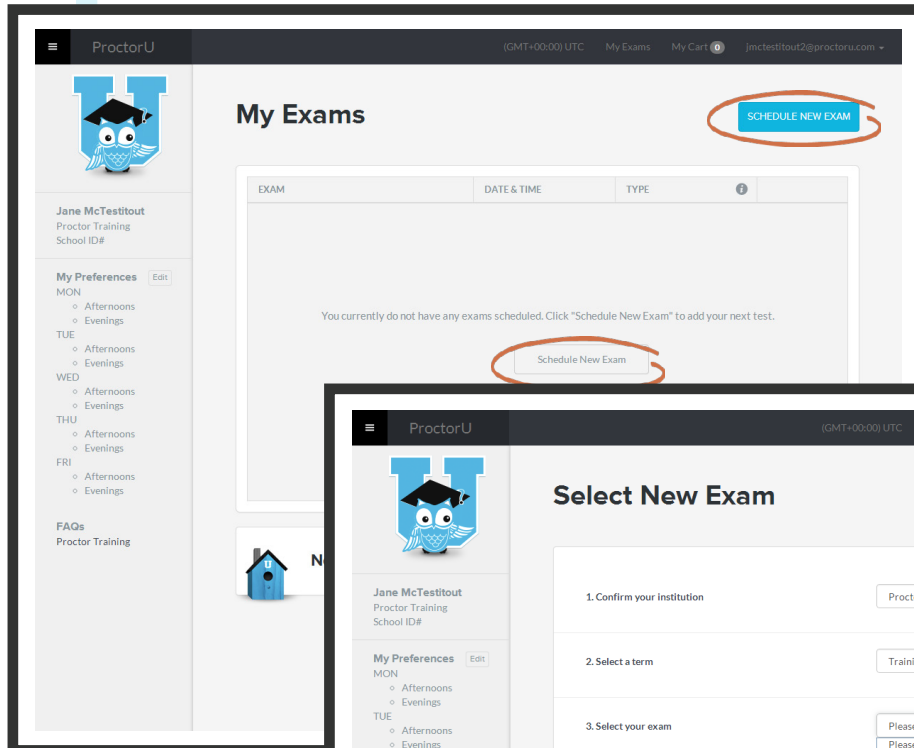 ProctorU (GMT+00:00) UTC My Exams My Cart 0 jmctestitout2@proctoru.com
U
My Exams
SCHEDULE NEW EXAM
EXAM DATE & TIME TYPE i
Jane McTestitout
Proctor Training
School ID#
My Preferences Edit
MON
Afternoons
Evenings
TUE
Afternoons
Evenings
WED
Afternoons
Evenings
THU
Afternoons
Evenings
FRI
Afternoons
Evenings
FAQs
Proctor Training
You currently do not have any exams scheduled. Click "Schedule New Exam" to add your next test.
Schedule New Exam
U
ProctorU (GMT+00:00) UTC
U
Select New Exam
Jane McTestitout
Proctor Training
School ID#
My Preferences Edit
MON
Afternoons
Evenings
TUE
Afternoons
Evenings
1. Confirm your institution
2. Select a term
3. Select your exam
Please
Please